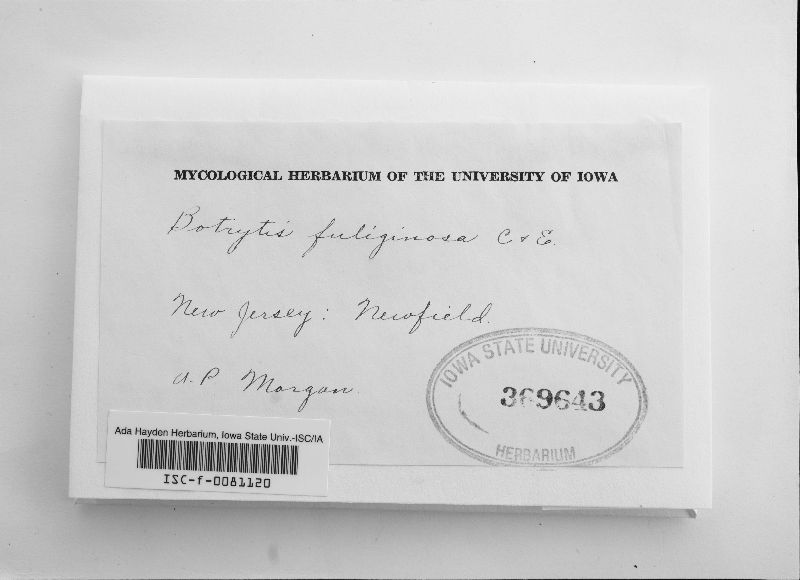 MYCOLOGICAL HERBARIUM OF THE UNIVERSITY OF IOWA
Botrytis fuliginosa C & E.
New Jersey: Newfield.
A. P Morgan.
IOWA STATE UNIVERSITY
369643
HERBARIUM
Ada Hayden Herbarium, Iowa State Univ.-ISC/IA
ISC-f-0081120